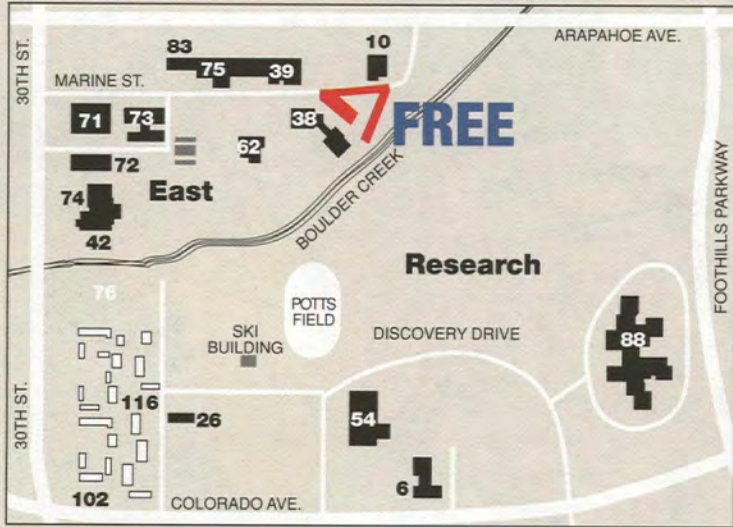 30TH ST.
83
75
39
10
ARAPAHOE AVE.
MARINE ST.
71
73
38
FREE
62
72
East
74
42
BOULDER CREEK
FOOTHILLS PARKWAY
Research
76
POTTS
FIELD
SKI
BUILDING
DISCOVERY DRIVE
88
116
26
54
30TH ST.
6
102
COLORADO AVE.